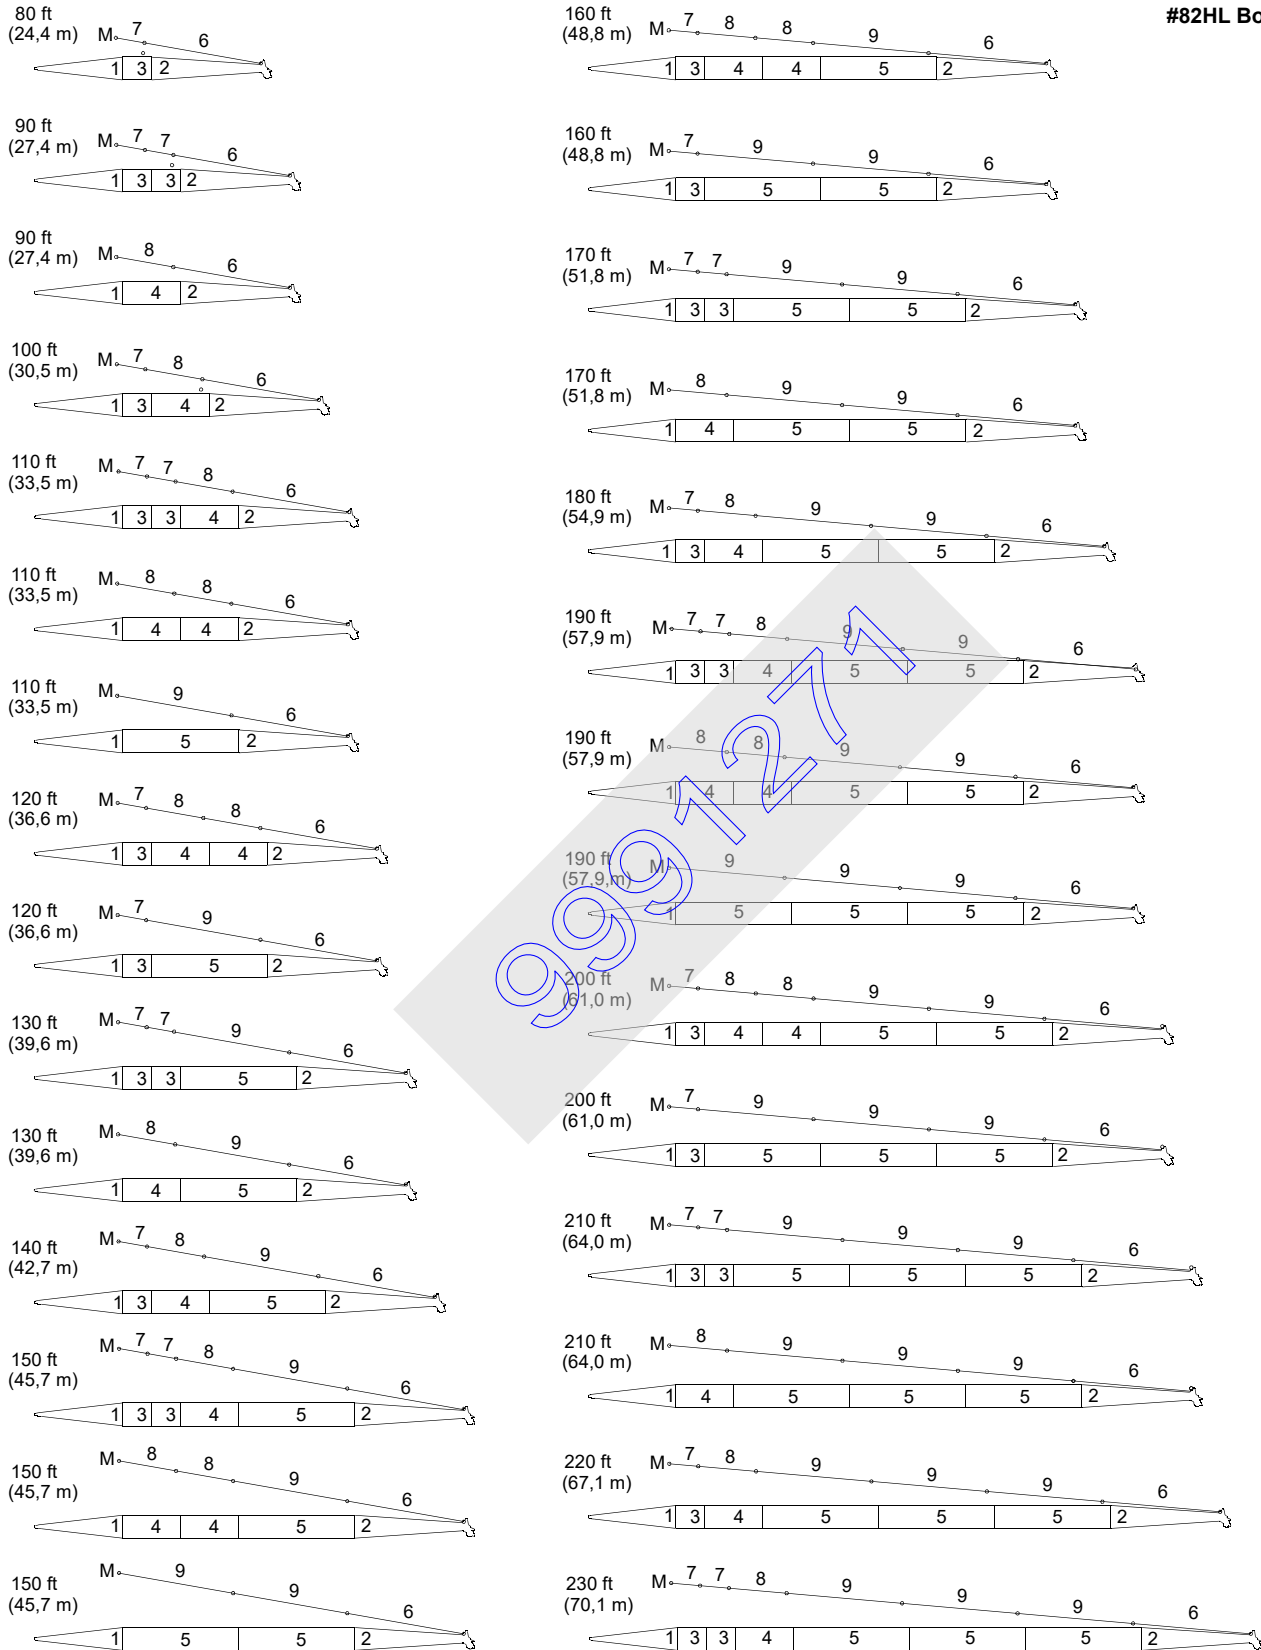 #82HL Bo
80 ft
(24,4 m)
M 7 6
1 3 2
90 ft
(27,4 m)
M 7 7 6
1 3 3 2
90 ft
(27,4 m)
M 8 6
1 4 2
100 ft
(30,5 m)
M 7 8 6
1 3 4 2
110 ft
(33,5 m)
M 7 7 8 6
1 3 3 4 2
110 ft
(33,5 m)
M 8 8 6
1 4 4 2
110 ft
(33,5 m)
M 9 6
1 5 2
120 ft
(36,6 m)
M 7 8 8 6
1 3 4 4 2
120 ft
(36,6 m)
M 7 9 6
1 3 5 2
130 ft
(39,6 m)
M 7 7 9 6
1 3 3 5 2
130 ft
(39,6 m)
M 8 9 6
1 4 5 2
140 ft
(42,7 m)
M 7 8 9 6
1 3 4 5 2
150 ft
(45,7 m)
M 7 7 8 9 6
1 3 3 4 5 2
150 ft
(45,7 m)
M 8 8 9 6
1 4 4 5 2
150 ft
(45,7 m)
M 9 9 6
1 5 5 2
160 ft
(48,8 m)
M 7 8 8 9 6
1 3 4 4 5 2
160 ft
(48,8 m)
M 7 9 9 6
1 3 5 5 2
170 ft
(51,8 m)
M 7 7 9 9 6
1 3 3 5 5 2
170 ft
(51,8 m)
M 8 9 9 6
1 4 5 5 2
180 ft
(54,9 m)
M 7 8 9 9 6
1 3 4 5 5 2
190 ft
(57,9 m)
M 7 7 8 9 9 6
1 3 3 4 5 5 2
190 ft
(57,9 m)
M 8 8 9 9 6
1 4 4 5 5 2
190 ft
(57,9,m)
M 9 9 9 6
1 5 5 5 2
200 ft
(61,0 m)
M 7 8 8 9 9 6
1 3 4 4 5 5 2
200 ft
(61,0 m)
M 7 9 9 9 6
1 3 5 5 5 2
210 ft
(64,0 m)
M 7 7 9 9 9 6
1 3 3 5 5 5 2
210 ft
(64,0 m)
M 8 9 9 9 6
1 4 5 5 5 2
220 ft
(67,1 m)
M 7 8 9 9 9 6
1 3 4 5 5 5 2
230 ft
(70,1 m)
M 7 7 8 9 9 9 6
1 3 3 4 5 5 5 2
9991271